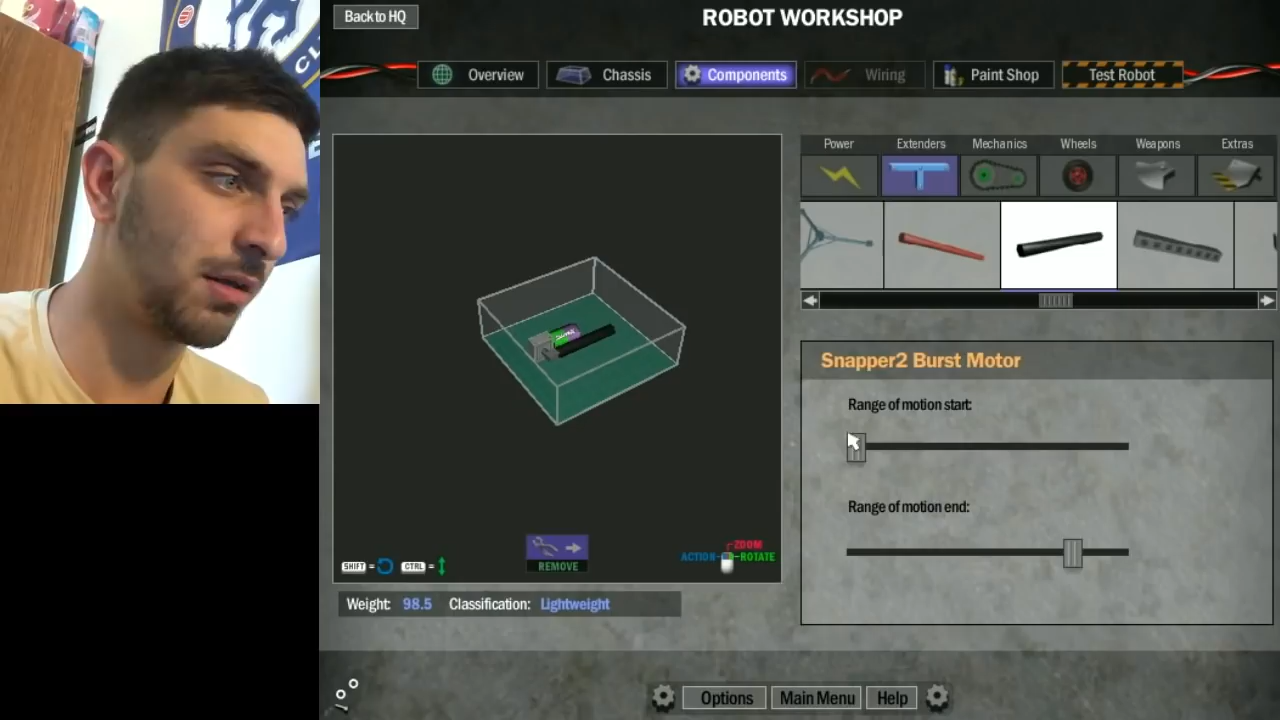 Back to HQ
ROBOT WORKSHOP
Overview
Chassis
Components
Wiring
Paint Shop
Test Robot
Power
Extenders
Mechanics
Wheels
Weapons
Extras
Snapper2 Burst Motor
Range of motion start:
Range of motion end:
ZOOM
ACTION
ROTATE
SHIFT =
CTRL =
REMOVE
Weight: 98.5 Classification: Lightweight
Options
Main Menu
Help